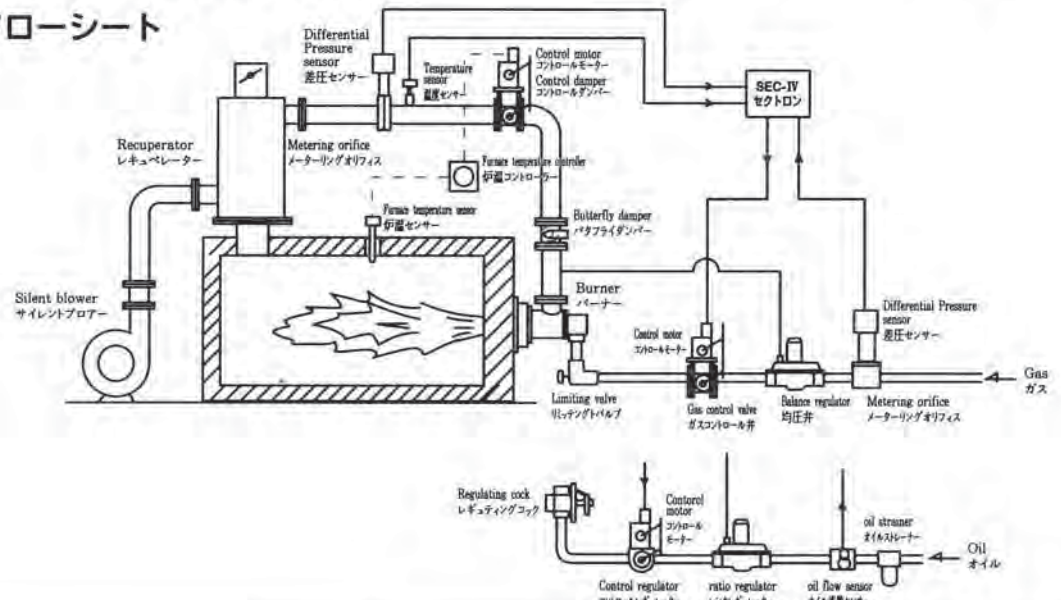 ローシート
Differential
Pressure
sensor
差圧センサー
Temperature
sensor
温度センサー
Control motor
コントロールモーター
Control damper
コントロールダンパー
SEC-IV
セクトロン
Recuperator
レキュペレーター
Metering orifice
メーターリングオリフィス
Furnace temperature controller
炉温コントローラー
Furnace temperature sensor
炉温センサー
Butterfly damper
バタフライダンパー
Silent blower
サイレントブロアー
Burner
バーナー
Control motor
コントロールモーター
Differential Pressure
sensor
差圧センサー
Gas
ガス
Limiting valve
リミッテングトバルブ
Gas control valve
ガスコントロール弁
Balance regulator
均圧弁
Metering orifice
メーターリングオリフィス
Regulating cock
レギュティングコック
Contorol
motor
コントロール
モーター
oil strainer
オイルストレーナー
Oil
オイル
Control regulator
ratio regulator
oil flow sensor